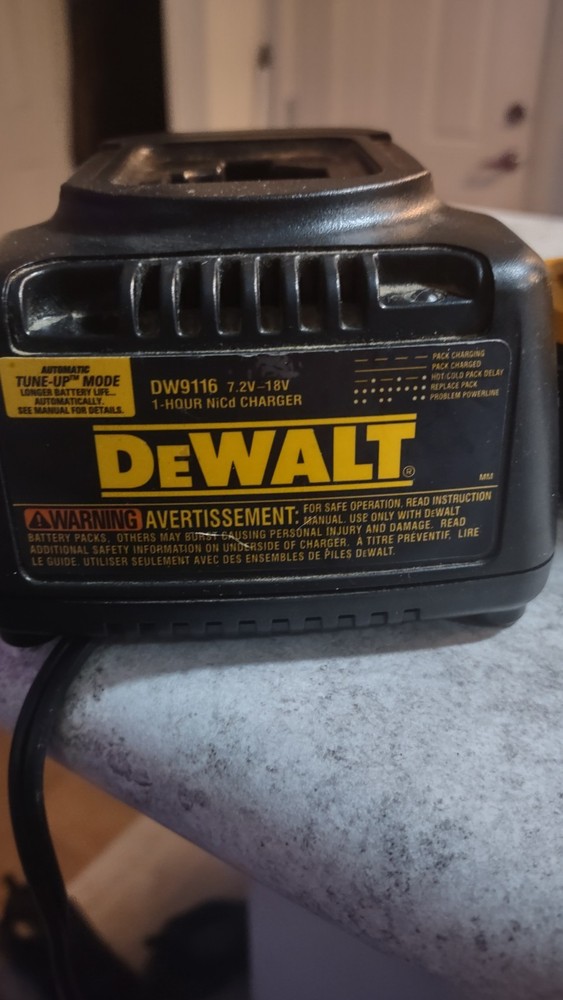 AUTOMATIC
TUNE-UP™ MODE
LONGER BATTERY LIFE...
AUTOMATICALLY.
SEE MANUAL FOR DETAILS.
DW9116 7.2V–18V
1-HOUR NiCd CHARGER
PACK CHARGING
PACK CHARGED
HOT/COLD PACK DELAY
REPLACE PACK
PROBLEM POWERLINE
DEWALT®
MM
WARNING AVERTISSEMENT: FOR SAFE OPERATION, READ INSTRUCTION
MANUAL. USE ONLY WITH DEWALT
BATTERY PACKS. OTHERS MAY BURST CAUSING PERSONAL INJURY AND DAMAGE. READ
ADDITIONAL SAFETY INFORMATION ON UNDERSIDE OF CHARGER. À TITRE PREVENTIF, LIRE
LE GUIDE. UTILISER SEULEMENT AVEC DES ENSEMBLES DE PILES DEWALT.